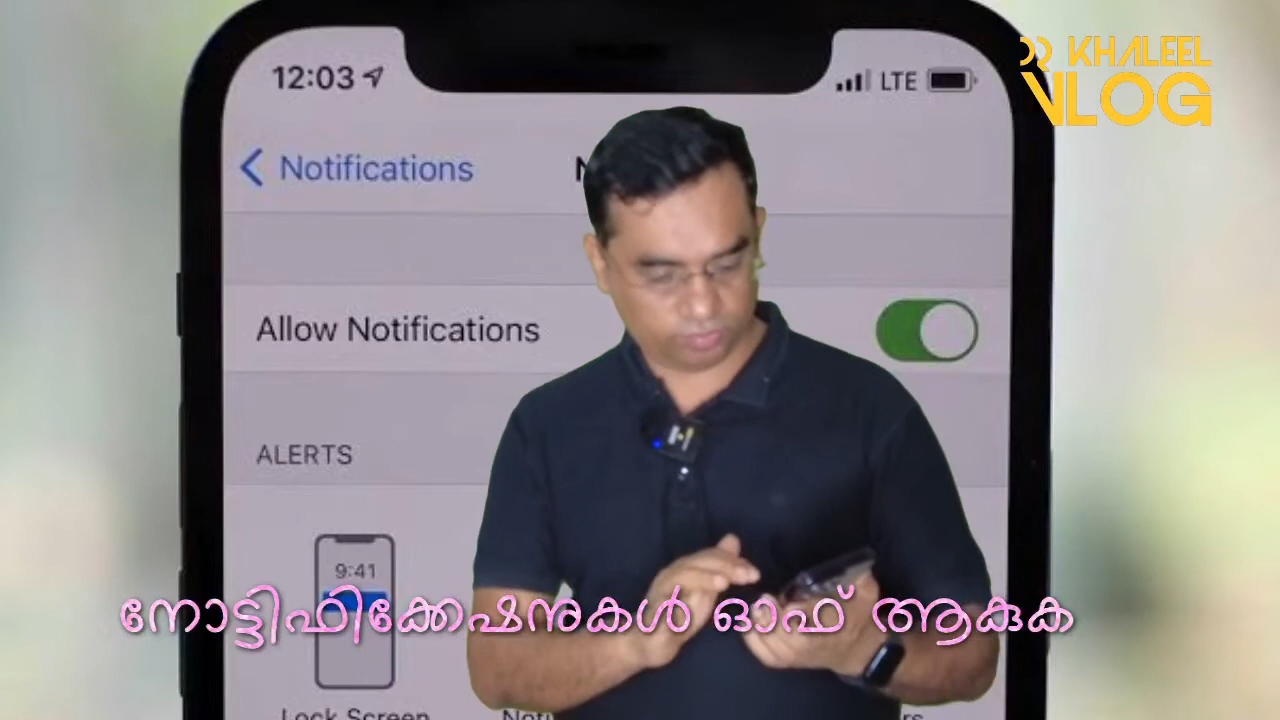 DR KHALEEL
VLOG
12:03
LTE
Notifications
Allow Notifications
ALERTS
9:41
നോട്ടിഫിക്കേഷനുകൾ ഓഫ് ആകുക
Lock Screen